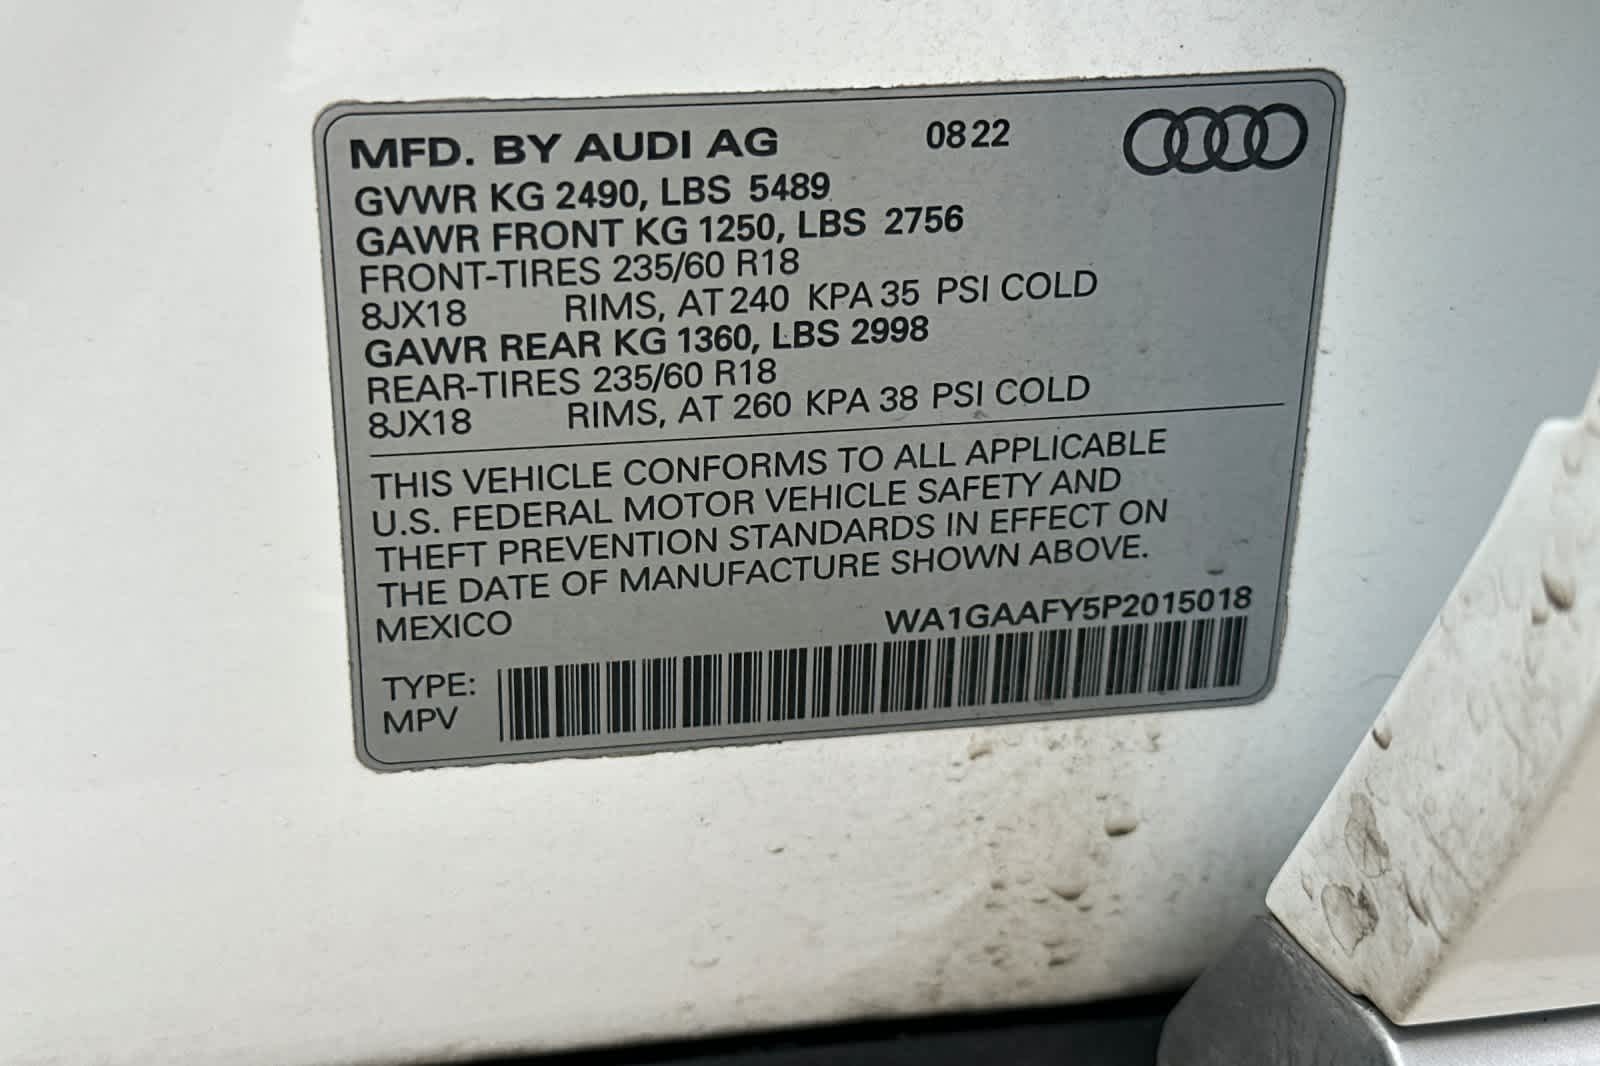 MFD. BY AUDI AG 0822
GVWR KG 2490, LBS 5489
GAWR FRONT KG 1250, LBS 2756
FRONT-TIRES 235/60 R18
8JX18 RIMS, AT 240 KPA 35 PSI COLD
GAWR REAR KG 1360, LBS 2998
REAR-TIRES 235/60 R18
8JX18 RIMS, AT 260 KPA 38 PSI COLD
THIS VEHICLE CONFORMS TO ALL APPLICABLE
U.S. FEDERAL MOTOR VEHICLE SAFETY AND
THEFT PREVENTION STANDARDS IN EFFECT ON
THE DATE OF MANUFACTURE SHOWN ABOVE.
MEXICO WA1GAAFY5P2015018
TYPE:
MPV